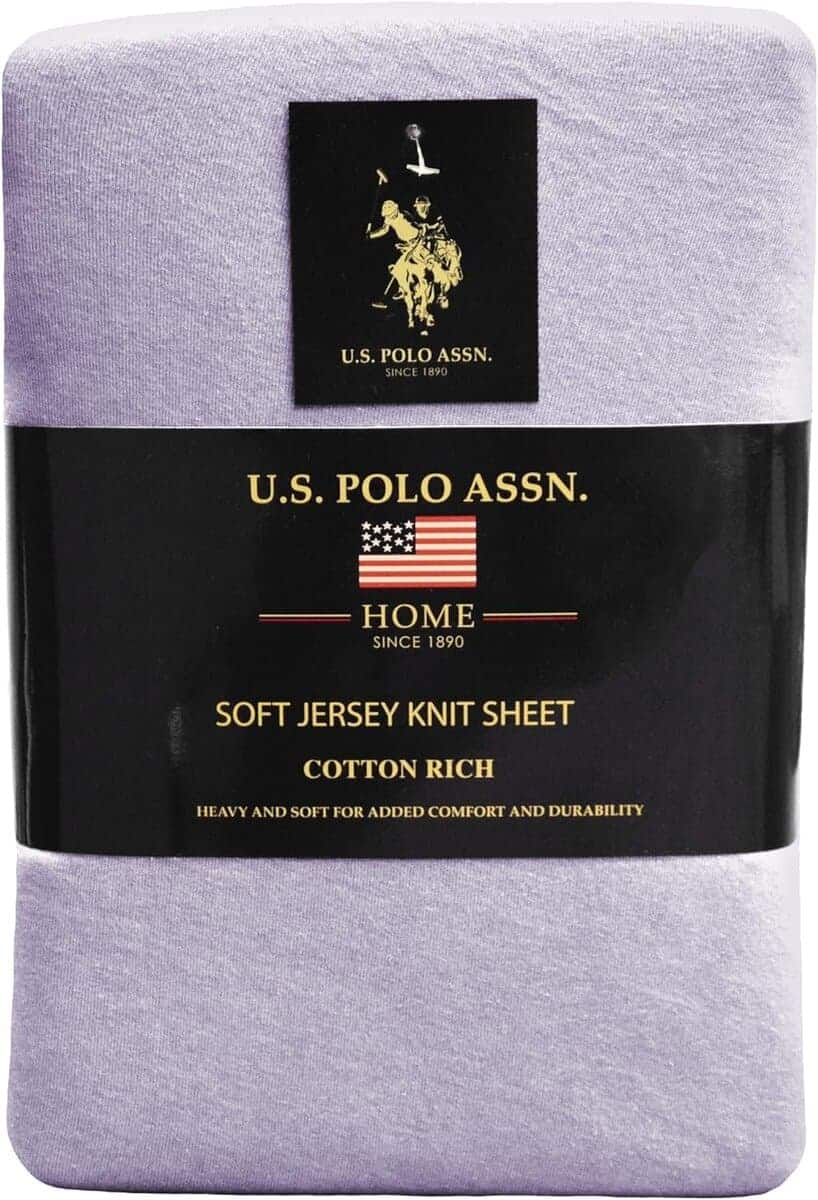 U.S. POLO ASSN.
SINCE 1890
U.S. POLO ASSN.
HOME
SINCE 1890
SOFT JERSEY KNIT SHEET
COTTON RICH
HEAVY AND SOFT FOR ADDED COMFORT AND DURABILITY